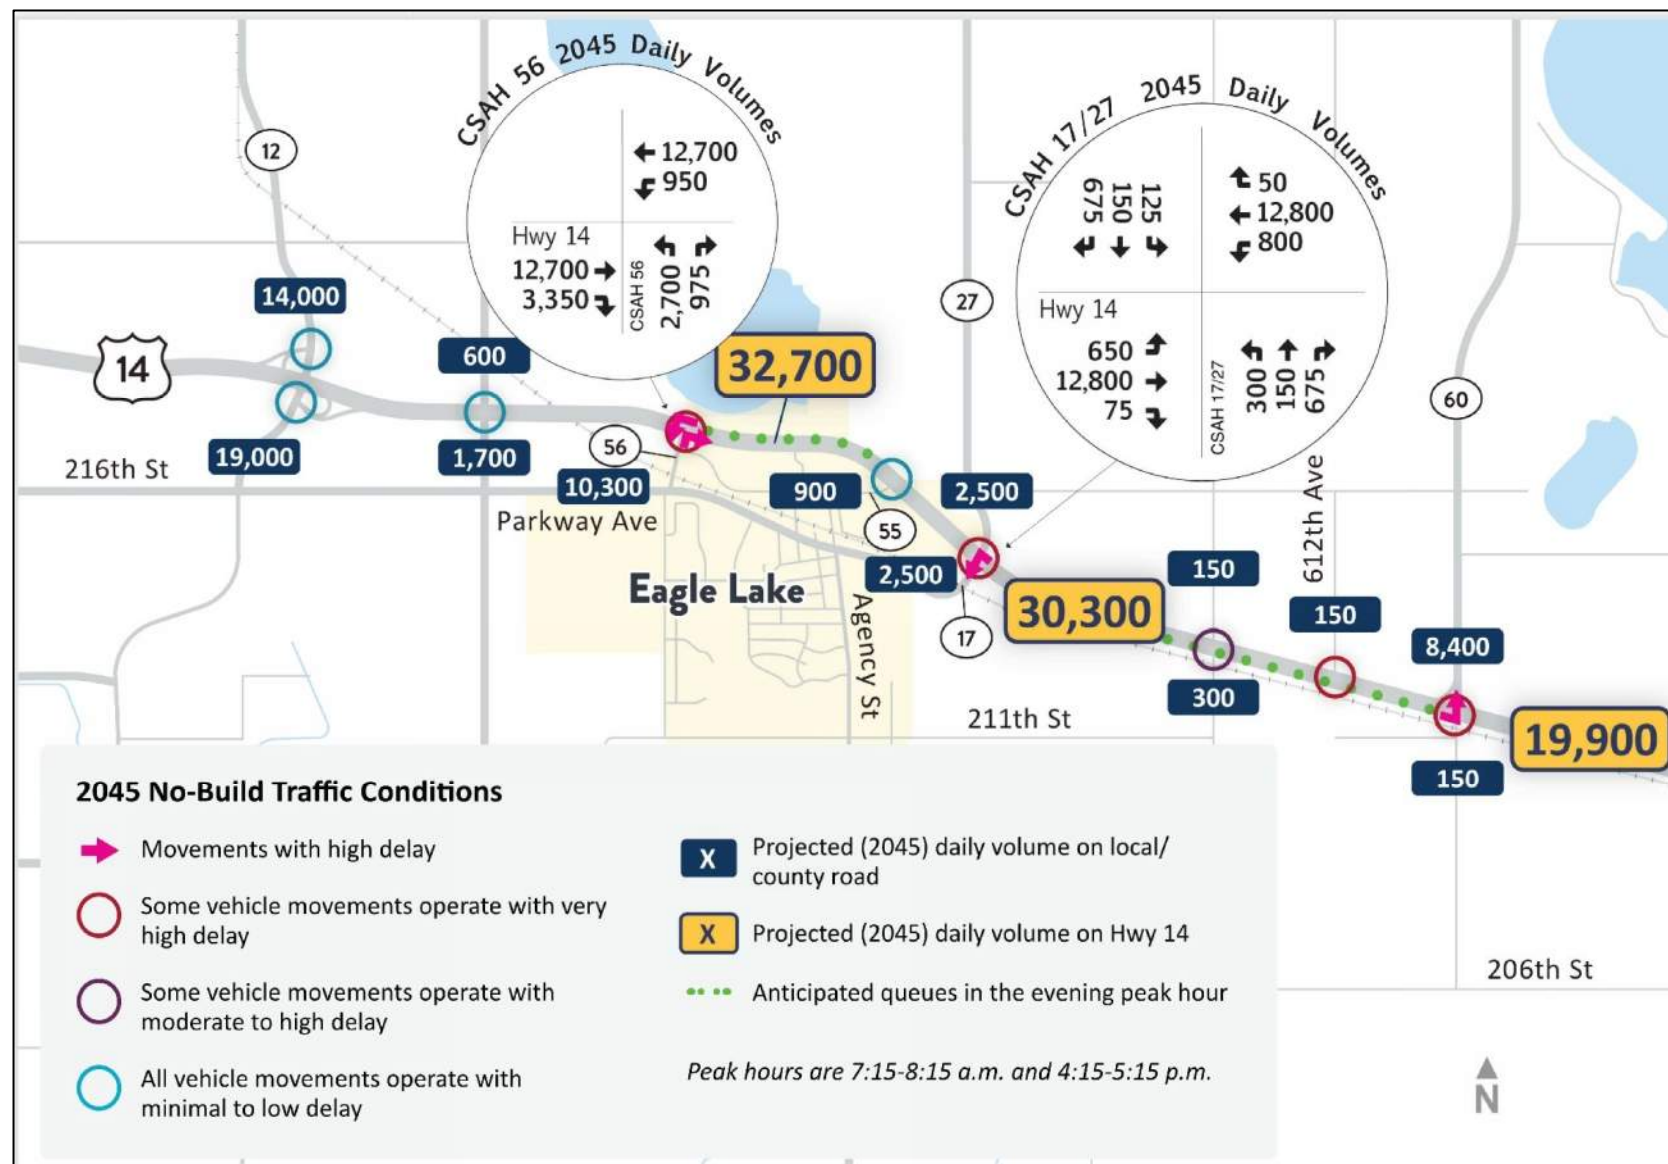 CSAH 56 2045 Daily Volumes
12,700
950
Hwy 14
12,700
3,350
CSAH 56
2,700
975
CSAH 17/27 2045 Daily Volumes
675
150
125
50
12,800
800
Hwy 14
650
12,800
75
CSAH 17/27
300
150
675
12
14,000
14
19,000
600
1,700
32,700
27
60
216th St
56
10,300
Parkway Ave
900
55
2,500
2,500
Eagle Lake
Agency St
17
30,300
612th Ave
150
150
300
8,400
211th St
19,900
150
2045 No-Build Traffic Conditions
Movements with high delay
Some vehicle movements operate with very
high delay
Some vehicle movements operate with
moderate to high delay
All vehicle movements operate with
minimal to low delay
X
Projected (2045) daily volume on local/
county road
X
Projected (2045) daily volume on Hwy 14
Anticipated queues in the evening peak hour
Peak hours are 7:15-8:15 a.m. and 4:15-5:15 p.m.
206th St
N